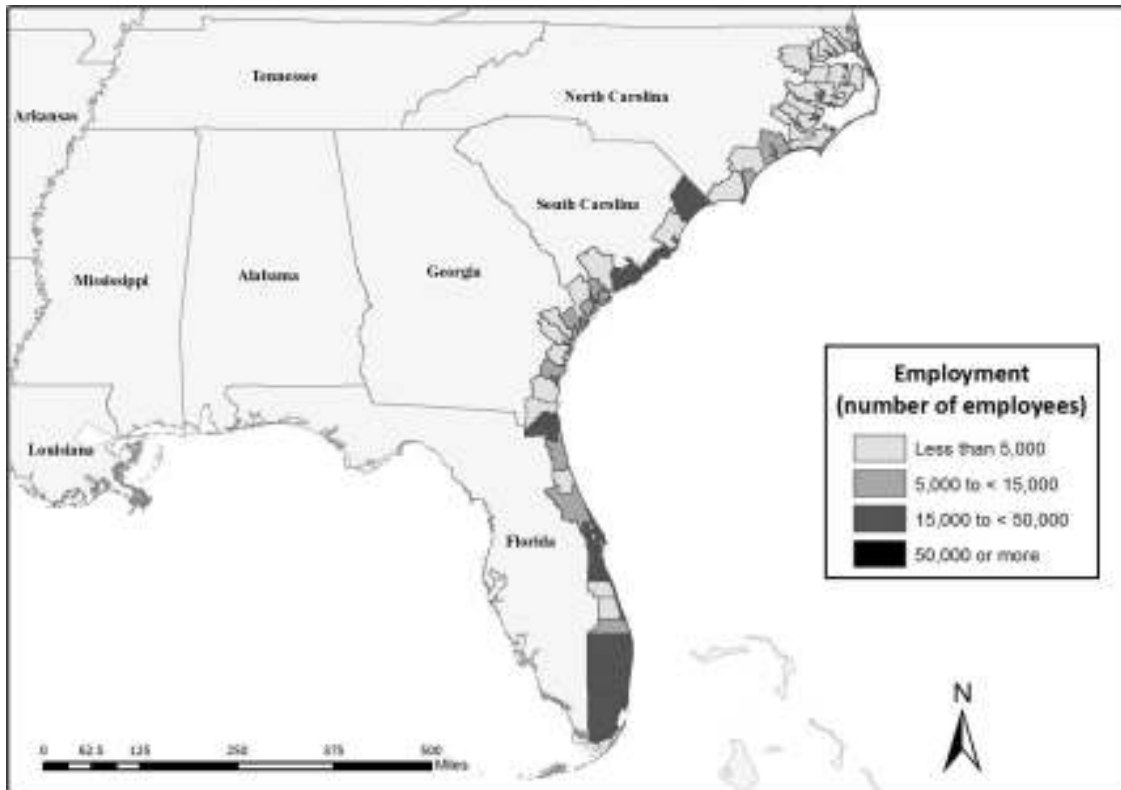 Tennessee
North Carolina
Arkansas
South Carolina
Mississippi
Alabama
Georgia
Louisiana
Florida
Employment
(number of employees)
Less than 5,000
5,000 to < 15,000
15,000 to < 50,000
50,000 or more
N
0 62.5 125 250 375 500
Miles